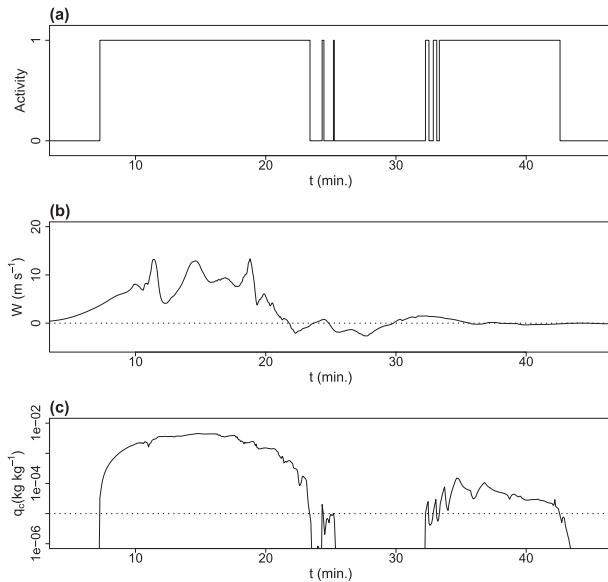 (a)
1
Activity
0
10 20 30 40
t (min.)
(b)
20
10
W (m s⁻¹)
0
10 20 30 40
t (min.)
(c)
1e−02
1e−04
q_c(kg kg⁻¹)
1e−06
10 20 30 40
t (min.)